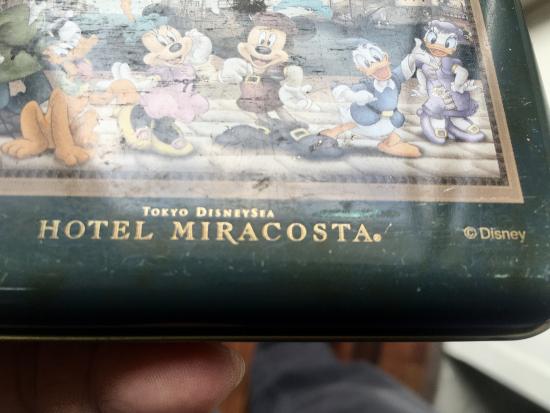 TOKYO DISNEYSEA
HOTEL MIRACOSTA®
© Disney